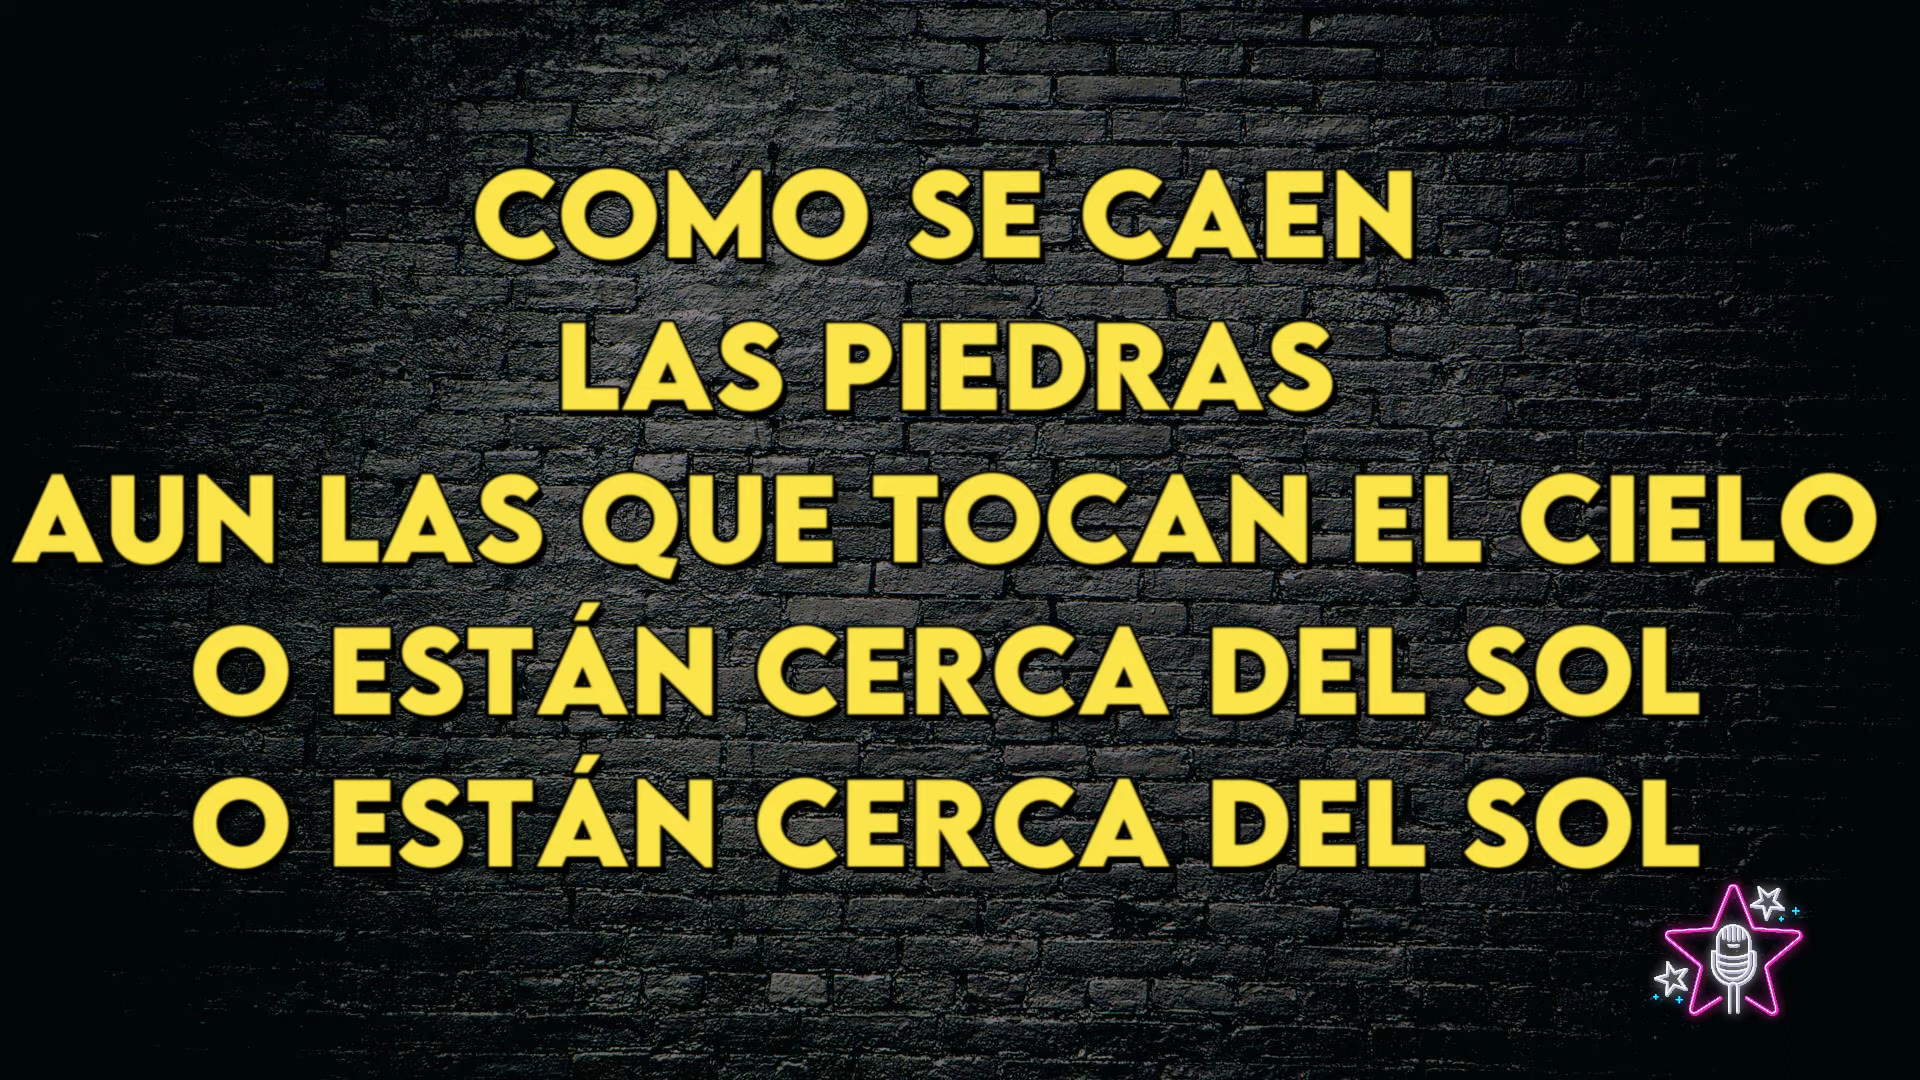 COMO SE CAEN
LAS PIEDRAS
AUN LAS QUE TOCAN EL CIELO
O ESTÁN CERCA DEL SOL
O ESTÁN CERCA DEL SOL